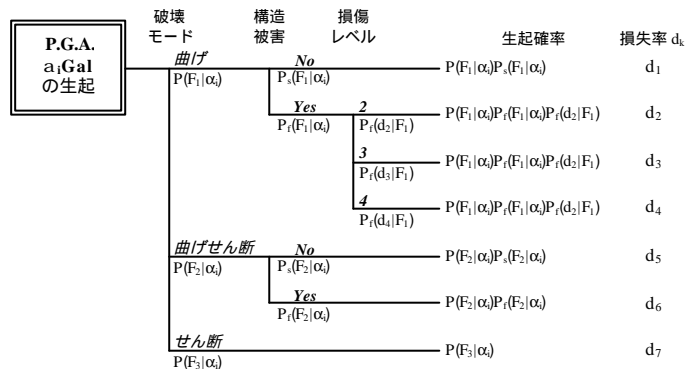 破壊 構造 損傷
モード 被害 レベル 生起確率 損失率 dk
P.G.A.
aiGal
の生起
曲げ No P(F1|αi)Ps(F1|αi) d1
P(F1|αi) Ps(F1|αi)
Yes 2 P(F1|αi)Pf(F1|αi)Pf(d2|F1) d2
Pf(F1|αi) Pf(d2|F1)
3 P(F1|αi)Pf(F1|αi)Pf(d2|F1) d3
Pf(d3|F1)
4 P(F1|αi)Pf(F1|αi)Pf(d2|F1) d4
Pf(d4|F1)
曲げせん断 No P(F2|αi)Ps(F2|αi) d5
P(F2|αi) Ps(F2|αi)
Yes P(F2|αi)Pf(F2|αi) d6
Pf(F2|αi)
せん断 P(F3|αi) d7
P(F3|αi)